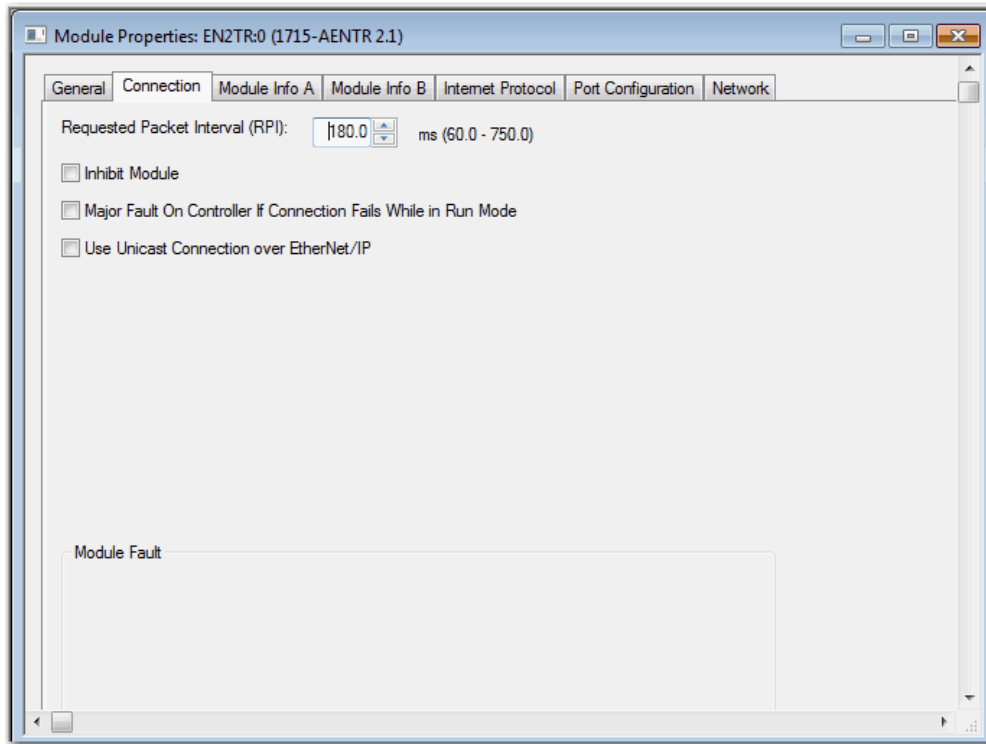 Module Properties: EN2TR:0 (1715-AENTR 2.1)
General Connection Module Info A Module Info B Internet Protocol Port Configuration Network
Requested Packet Interval (RPI): 180.0 ms (60.0 - 750.0)
Inhibit Module
Major Fault On Controller If Connection Fails While in Run Mode
Use Unicast Connection over EtherNet/IP
Module Fault